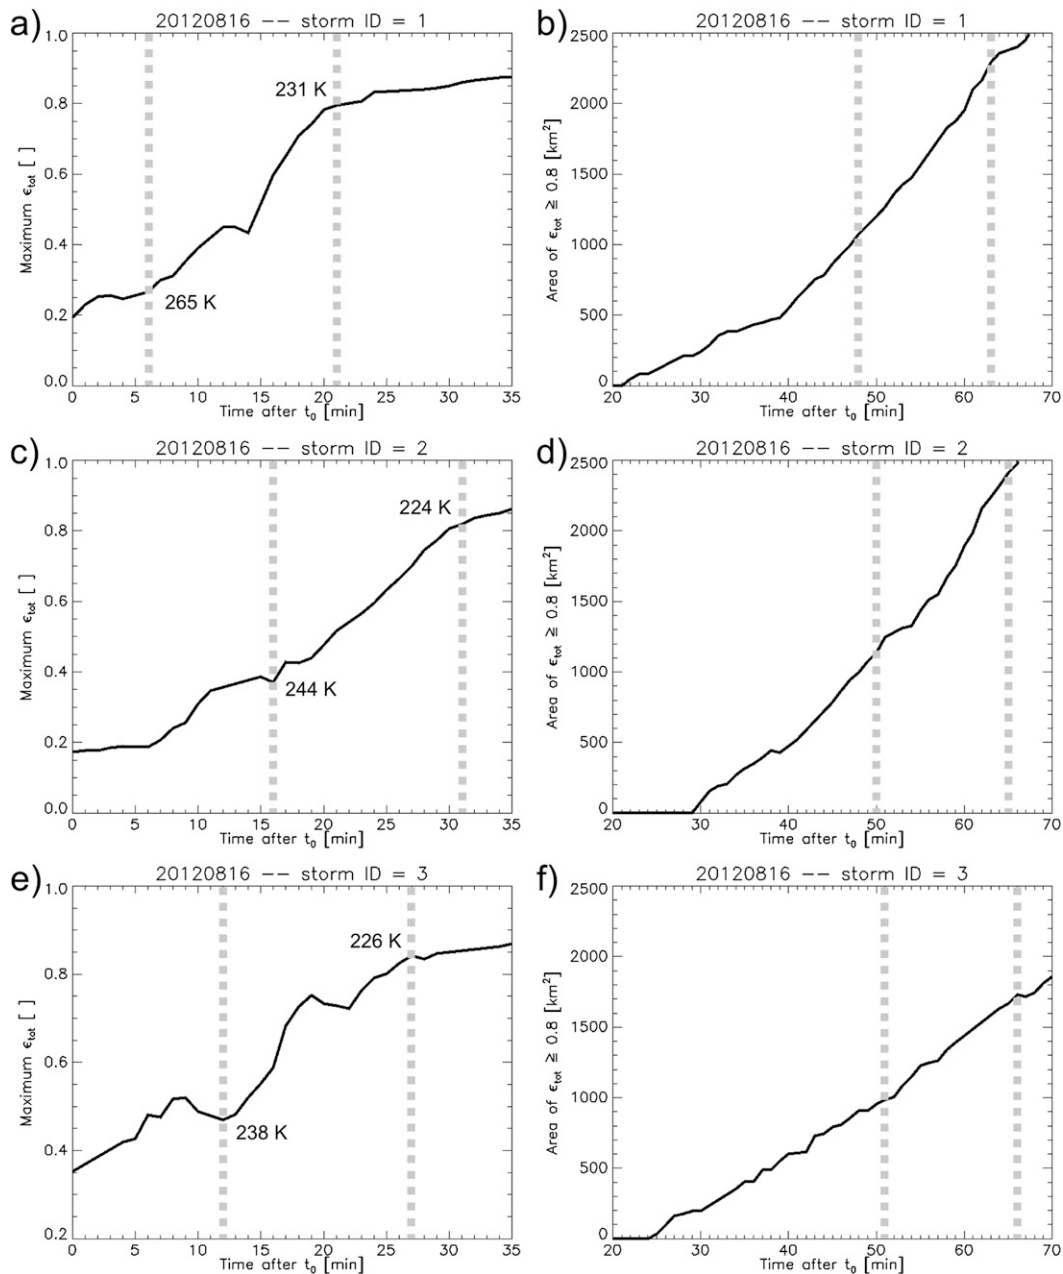 a) 20120816 -- storm ID = 1
Maximum ϵtot [ ]
1.0
0.8
0.6
0.4
0.2
0.0
231 K
265 K
0 5 10 15 20 25 30 35
Time after t0 [min]
b) 20120816 -- storm ID = 1
Area of ϵtot ≥ 0.8 [km2]
2500
2000
1500
1000
500
0
20 30 40 50 60 70
Time after t0 [min]
c) 20120816 -- storm ID = 2
Maximum ϵtot [ ]
1.0
0.8
0.6
0.4
0.2
0.0
224 K
244 K
0 5 10 15 20 25 30 35
Time after t0 [min]
d) 20120816 -- storm ID = 2
Area of ϵtot ≥ 0.8 [km2]
2500
2000
1500
1000
500
0
20 30 40 50 60 70
Time after t0 [min]
e) 20120816 -- storm ID = 3
Maximum ϵtot [ ]
1.0
0.8
0.6
0.4
0.2
226 K
238 K
0 5 10 15 20 25 30 35
Time after t0 [min]
f) 20120816 -- storm ID = 3
Area of ϵtot ≥ 0.8 [km2]
2500
2000
1500
1000
500
0
20 30 40 50 60 70
Time after t0 [min]